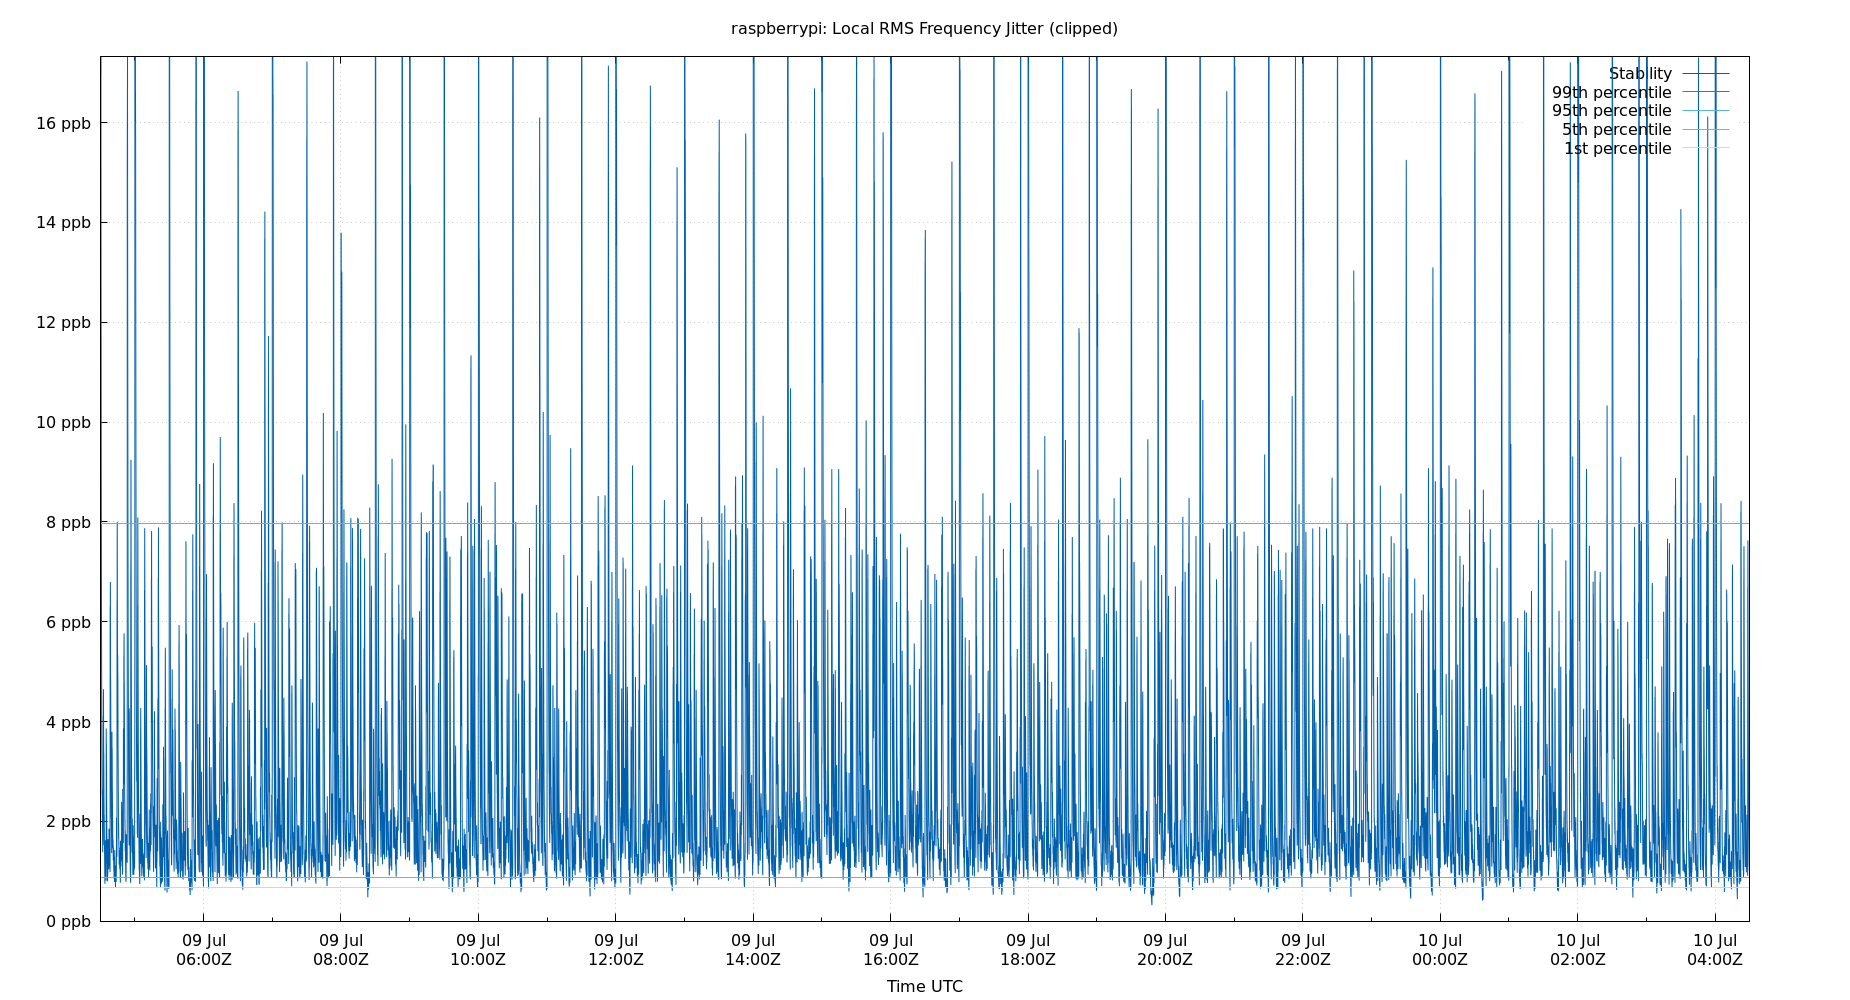 raspberrypi: Local RMS Frequency Jitter (clipped)
Stability
99th percentile
95th percentile
5th percentile
1st percentile
16 ppb
14 ppb
12 ppb
10 ppb
8 ppb
6 ppb
4 ppb
2 ppb
0 ppb
09 Jul 09 Jul 09 Jul 09 Jul 09 Jul 09 Jul 09 Jul 09 Jul 09 Jul 10 Jul 10 Jul 10 Jul
06:00Z 08:00Z 10:00Z 12:00Z 14:00Z 16:00Z 18:00Z 20:00Z 22:00Z 00:00Z 02:00Z 04:00Z
Time UTC